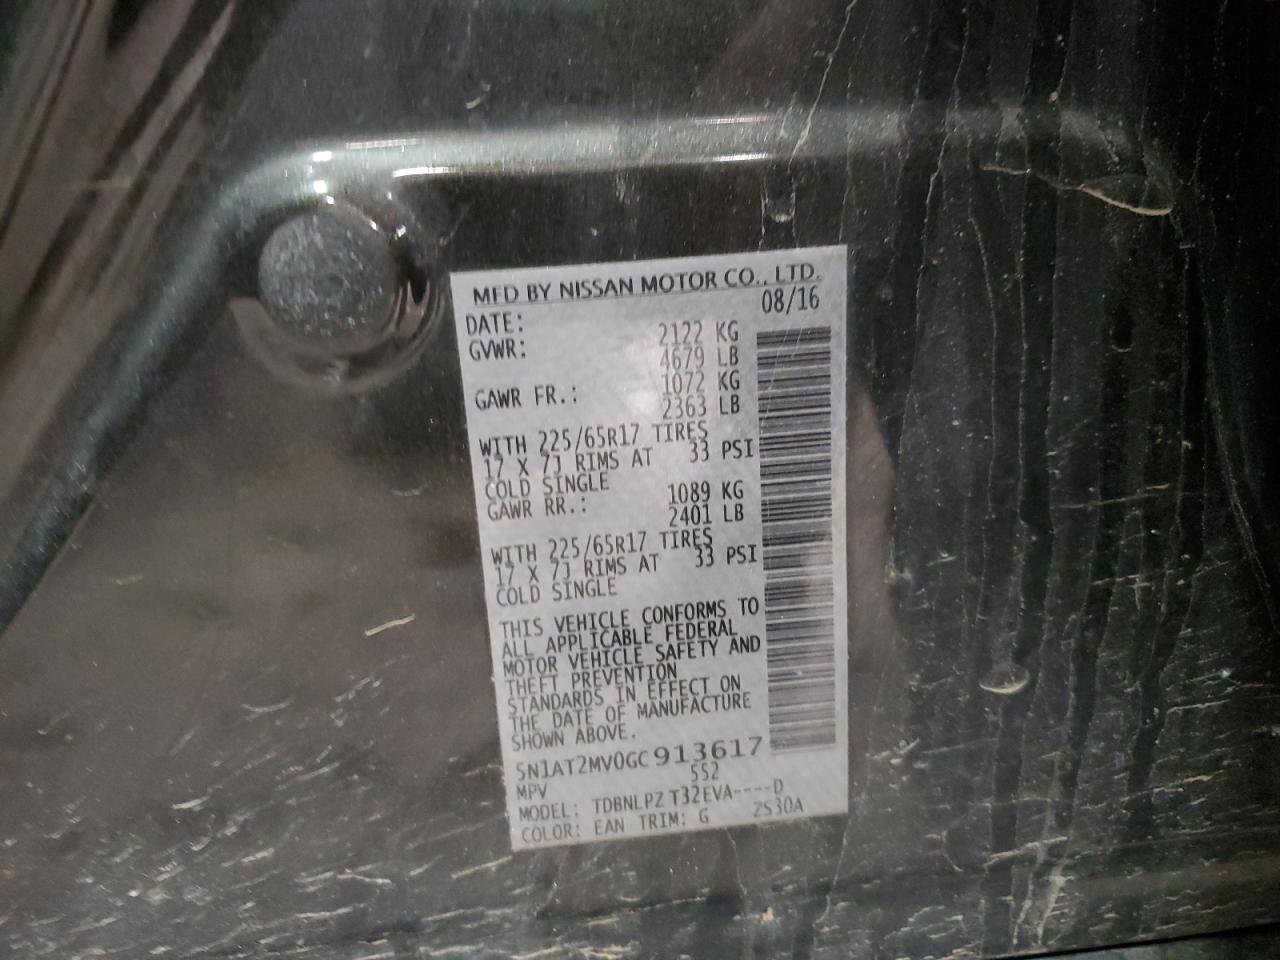 MFD BY NISSAN MOTOR CO., LTD.
DATE: 08/16
GVWR: 2122 KG
4679 LB
GAWR FR.: 1072 KG
2363 LB
WITH 225/65R17 TIRES
17 X 7J RIMS AT 33 PSI
COLD SINGLE
GAWR RR.: 1089 KG
2401 LB
WITH 225/65R17 TIRES
17 X 7J RIMS AT 33 PSI
COLD SINGLE
THIS VEHICLE CONFORMS TO
ALL APPLICABLE FEDERAL
MOTOR VEHICLE SAFETY AND
THEFT PREVENTION
STANDARDS IN EFFECT ON
THE DATE OF MANUFACTURE
SHOWN ABOVE.
5N1AT2MV0GC913617
MPV 552
MODEL: TDBNLPZ T32EVA----D
COLOR: EAN TRIM: G ZS30A